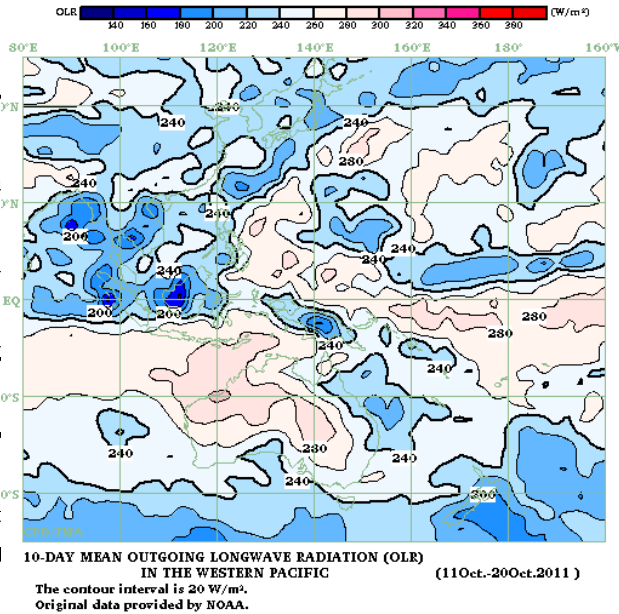 OLR 140 160 180 200 220 240 260 280 300 320 340 360 380 (W/m²)
80°E 100°E 120°E 140°E 160°E 180° 160°W
240 240
240
280
240
240
240
200
240
240
EQ
200 200
280
280
240
240
280
240
240
240
200
10-DAY MEAN OUTGOING LONGWAVE RADIATION (OLR)
IN THE WESTERN PACIFIC (11Oct.-20Oct.2011 )
The contour interval is 20 W/m².
Original data provided by NOAA.